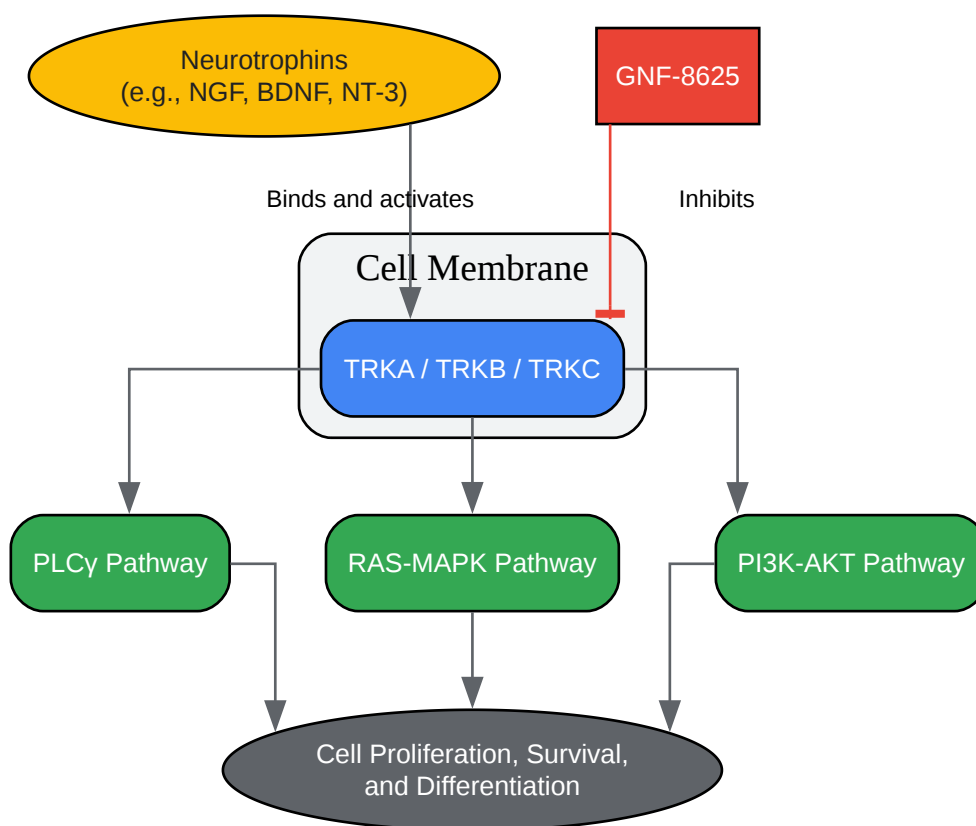 Neurotrophins
(e.g., NGF, BDNF, NT-3)
GNF-8625
Binds and activates
Inhibits
Cell Membrane
TRKA / TRKB / TRKC
PLCγ Pathway
RAS-MAPK Pathway
PI3K-AKT Pathway
Cell Proliferation, Survival,
and Differentiation